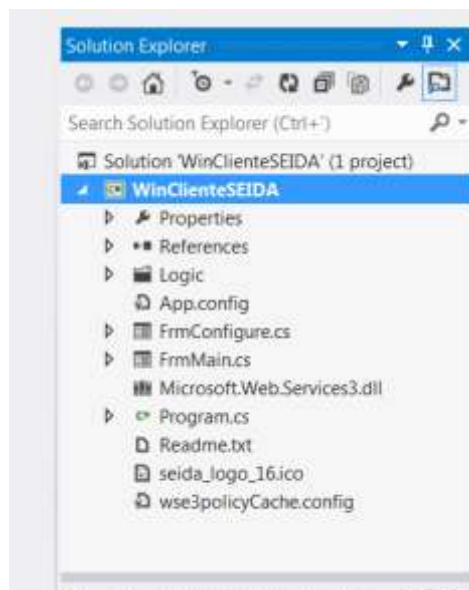 Solution Explorer
Search Solution Explorer (Ctrl+')
Solution 'WinClienteSEIDA' (1 project)
WinClienteSEIDA
Properties
References
Logic
App.config
FrmConfigure.cs
FrmMain.cs
Microsoft.Web.Services3.dll
Program.cs
Readme.txt
seida_logo_16.ico
wse3policyCache.config